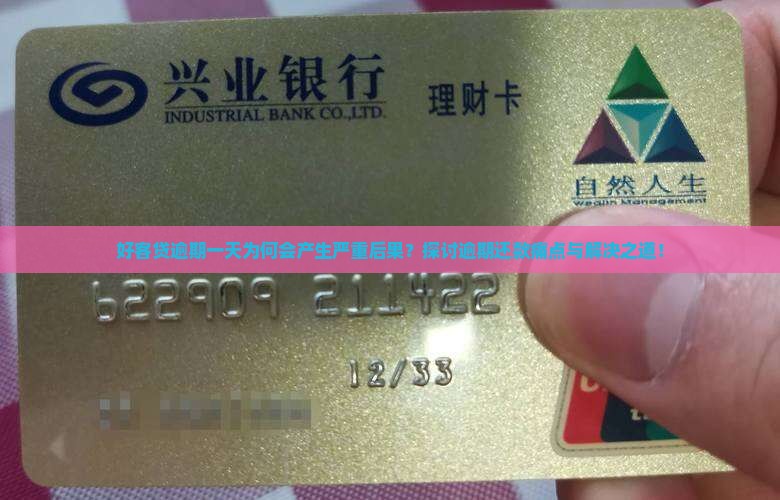 兴业银行
INDUSTRIAL BANK CO.,LTD.
理财卡
自然人生
Wealth Management
好客贷逾期一天为何会产生严重后果？探讨逾期还款痛点与解决之道！
622909 211422
12/33